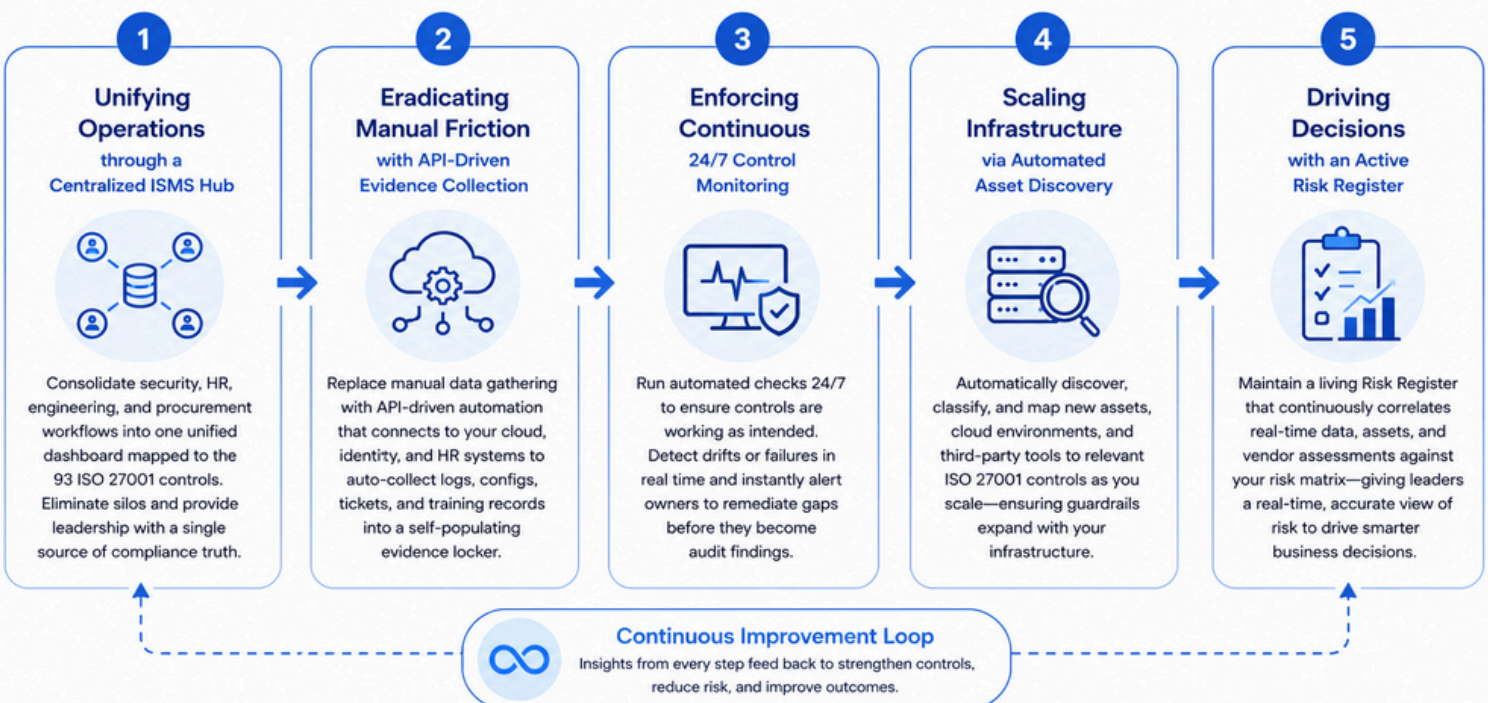 1
Unifying
Operations
through a
Centralized ISMS Hub
Consolidate security, HR,
engineering, and procurement
workflows into one unified
dashboard mapped to the
93 ISO 27001 controls.
Eliminate silos and provide
leadership with a single
source of compliance truth.
2
Eradicating
Manual Friction
with API-Driven
Evidence Collection
Replace manual data gathering
with API-driven automation
that connects to your cloud,
identity, and HR systems to
auto-collect logs, configs,
tickets, and training records
into a self-populating
evidence locker.
3
Enforcing
Continuous
24/7 Control
Monitoring
Run automated checks 24/7
to ensure controls are
working as intended.
Detect drifts or failures in
real time and instantly alert
owners to remediate gaps
before they become
audit findings.
4
Scaling
Infrastructure
via Automated
Asset Discovery
Automatically discover,
classify, and map new assets,
cloud environments, and
third-party tools to relevant
ISO 27001 controls as you
scale—ensuring guardrails
expand with your
infrastructure.
5
Driving
Decisions
with an Active
Risk Register
Maintain a living Risk Register
that continuously correlates
real-time data, assets, and
vendor assessments against
your risk matrix—giving leaders
a real-time, accurate view of
risk to drive smarter
business decisions.
Continuous Improvement Loop
Insights from every step feed back to strengthen controls,
reduce risk, and improve outcomes.